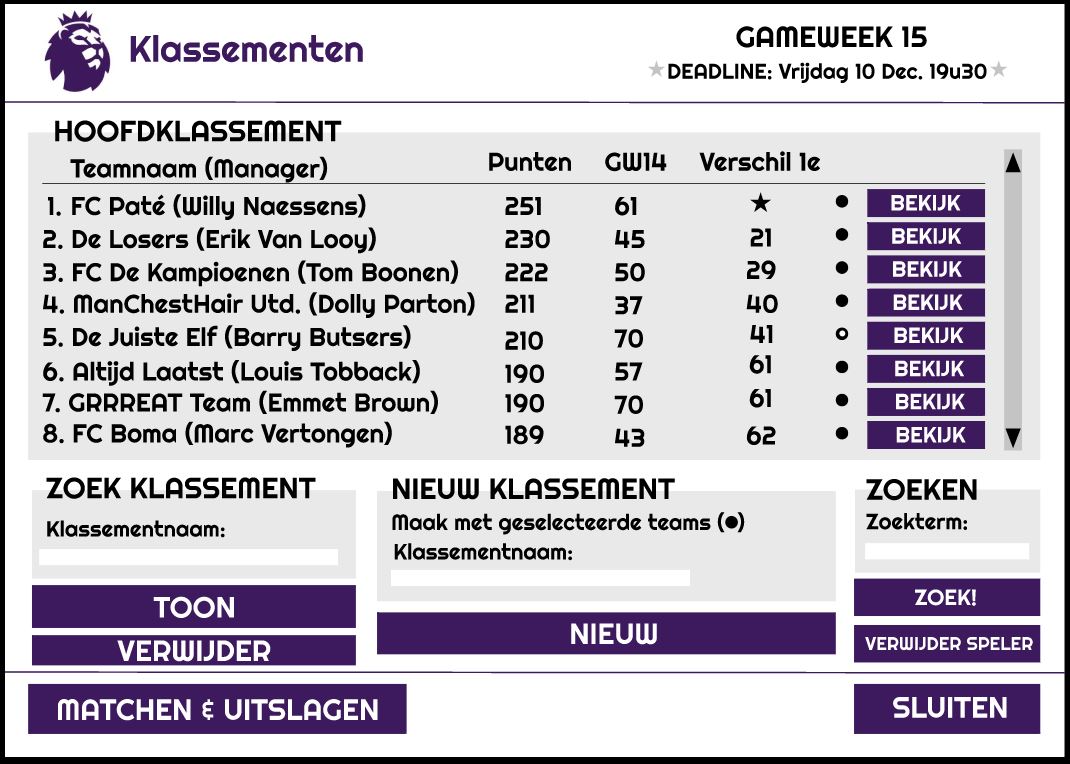 Klassementen
GAMEWEEK 15
★DEADLINE: Vrijdag 10 Dec. 19u30★
HOOFDKLASSEMENT
Teamnaam (Manager) Punten GW14 Verschil 1e ▲
1. FC Paté (Willy Naessens) 251 61 ★ ● BEKIJK
2. De Losers (Erik Van Looy) 230 45 21 ● BEKIJK
3. FC De Kampioenen (Tom Boonen) 222 50 29 ● BEKIJK
4. ManChestHair Utd. (Dolly Parton) 211 37 40 ● BEKIJK
5. De Juiste Elf (Barry Butsers) 210 70 41 ○ BEKIJK
6. Altijd Laatst (Louis Tobback) 190 57 61 ● BEKIJK
7. GRRREAT Team (Emmet Brown) 190 70 61 ● BEKIJK
8. FC Boma (Marc Vertongen) 189 43 62 ● BEKIJK ▼
ZOEK KLASSEMENT
Klassementnaam:
TOON
VERWIJDER
NIEUW KLASSEMENT
Maak met geselecteerde teams (●)
Klassementnaam:
NIEUW
ZOEKEN
Zoekterm:
ZOEK!
VERWIJDER SPELER
MATCHEN & UITSLAGEN
SLUITEN